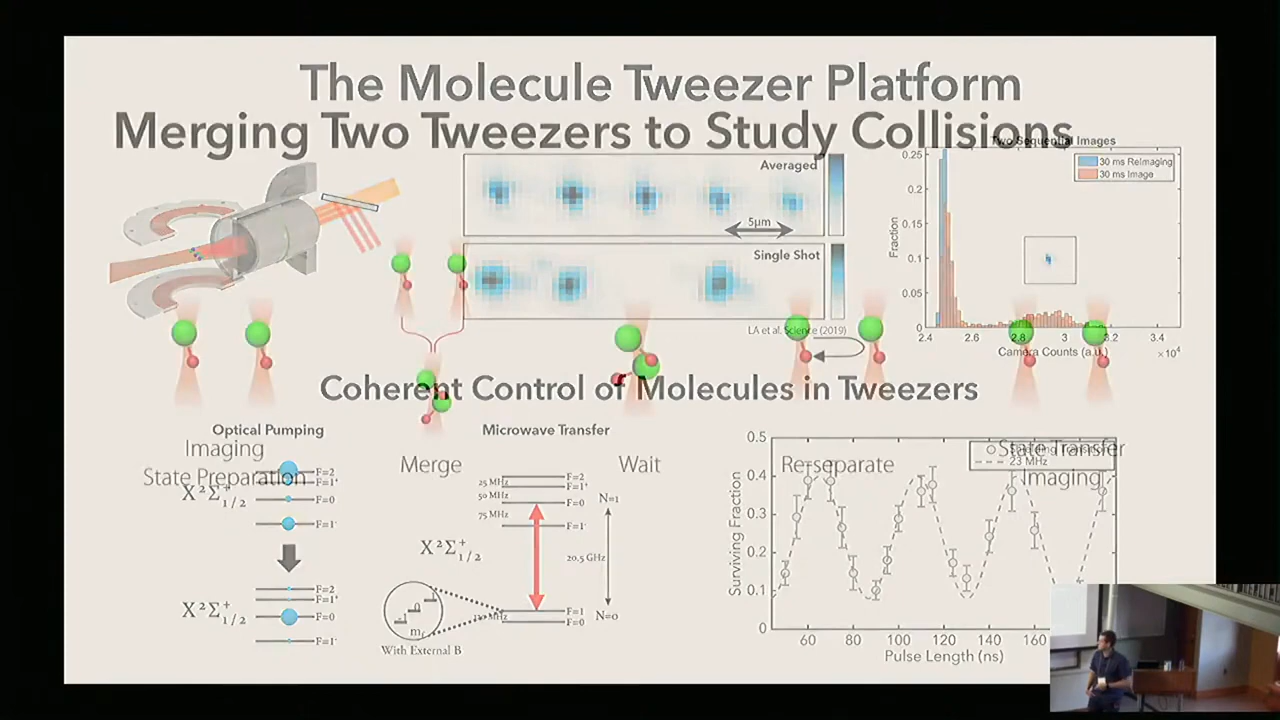 The Molecule Tweezer Platform
Merging Two Tweezers to Study Collisions
Averaged
5μm
Single Shot
LA et al. Science (2019)
Two Sequential Images
30 ms ReImaging
30 ms Image
Fraction
0.25
0.2
0.15
0.1
0.05
0
2.4 2.6 2.8 3 3.2 3.4
Camera Counts (a.u.) ×10⁴
Coherent Control of Molecules in Tweezers
Optical Pumping
Microwave Transfer
Imaging
State Preparation
Merge
Wait
Re-separate
State Transfer
Imaging
X²Σ⁺1/2
F=2
F=1⁺
F=0
F=1⁻
X²Σ⁺1/2
F=2
F=1⁺
F=0
F=1⁻
25 MHz
50 MHz
75 MHz
F=2
F=1⁺
F=0
F=1⁻
N=1
X²Σ⁺1/2
20.5 GHz
F=1
F=0
N=0
With External B
23 MHz
Surviving Fraction
0.5
0.4
0.3
0.2
0.1
0
60 80 100 120 140 160
Pulse Length (ns)